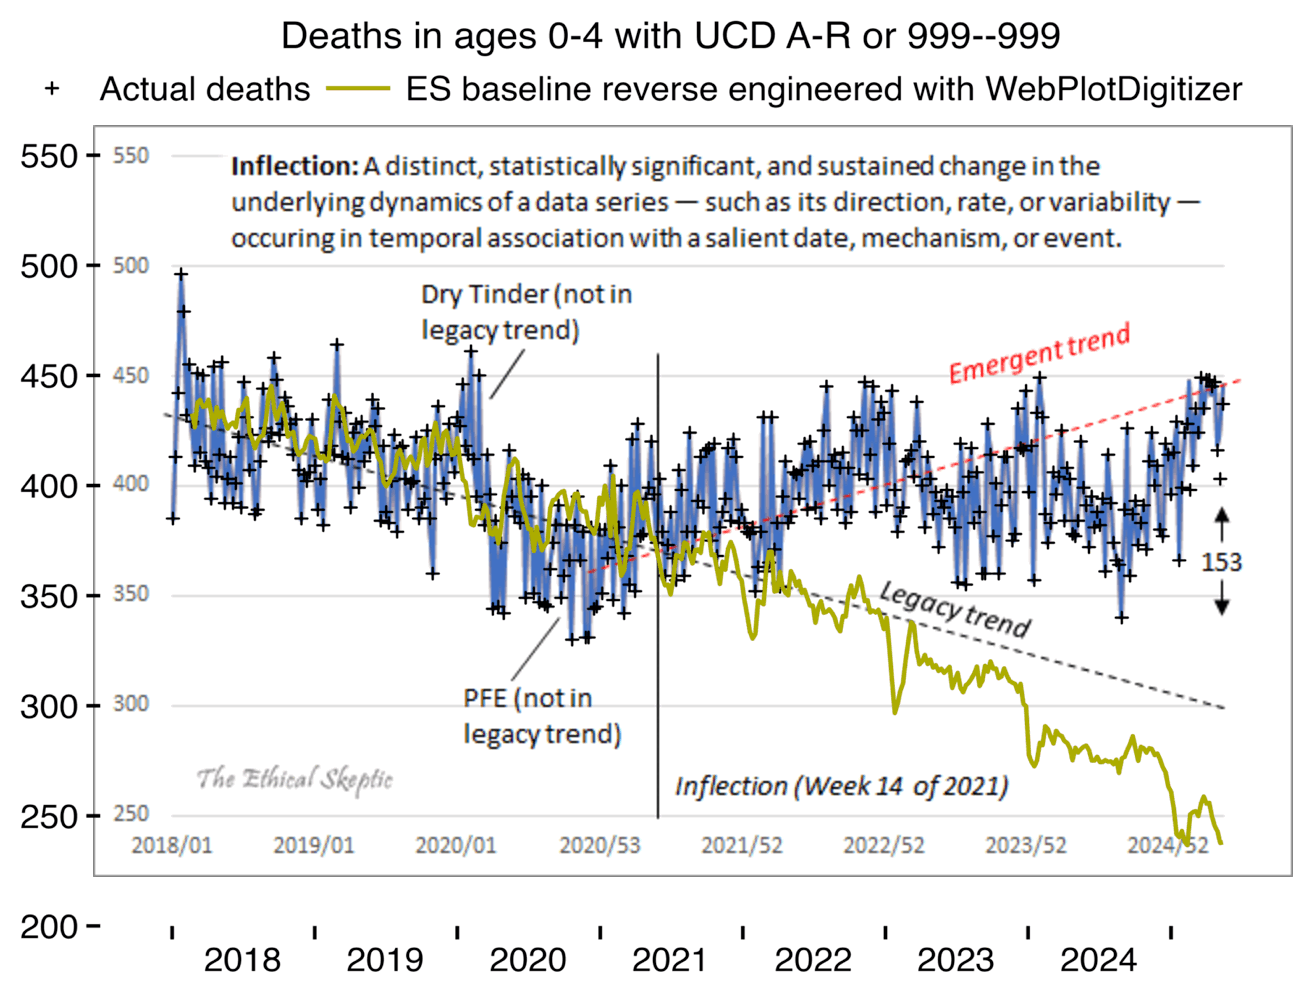 Deaths in ages 0-4 with UCD A-R or 999--999
+ Actual deaths — ES baseline reverse engineered with WebPlotDigitizer
Inflection: A distinct, statistically significant, and sustained change in the
underlying dynamics of a data series — such as its direction, rate, or variability —
occuring in temporal association with a salient date, mechanism, or event.
550
550
500
500
Dry Tinder (not in
legacy trend)
Emergent trend
450
450
400
400
153
350
350
Legacy trend
PFE (not in
legacy trend)
300
300
The Ethical Skeptic
Inflection (Week 14 of 2021)
250
250
2018/01 2019/01 2020/01 2020/53 2021/52 2022/52 2023/52 2024/52
200
2018 2019 2020 2021 2022 2023 2024